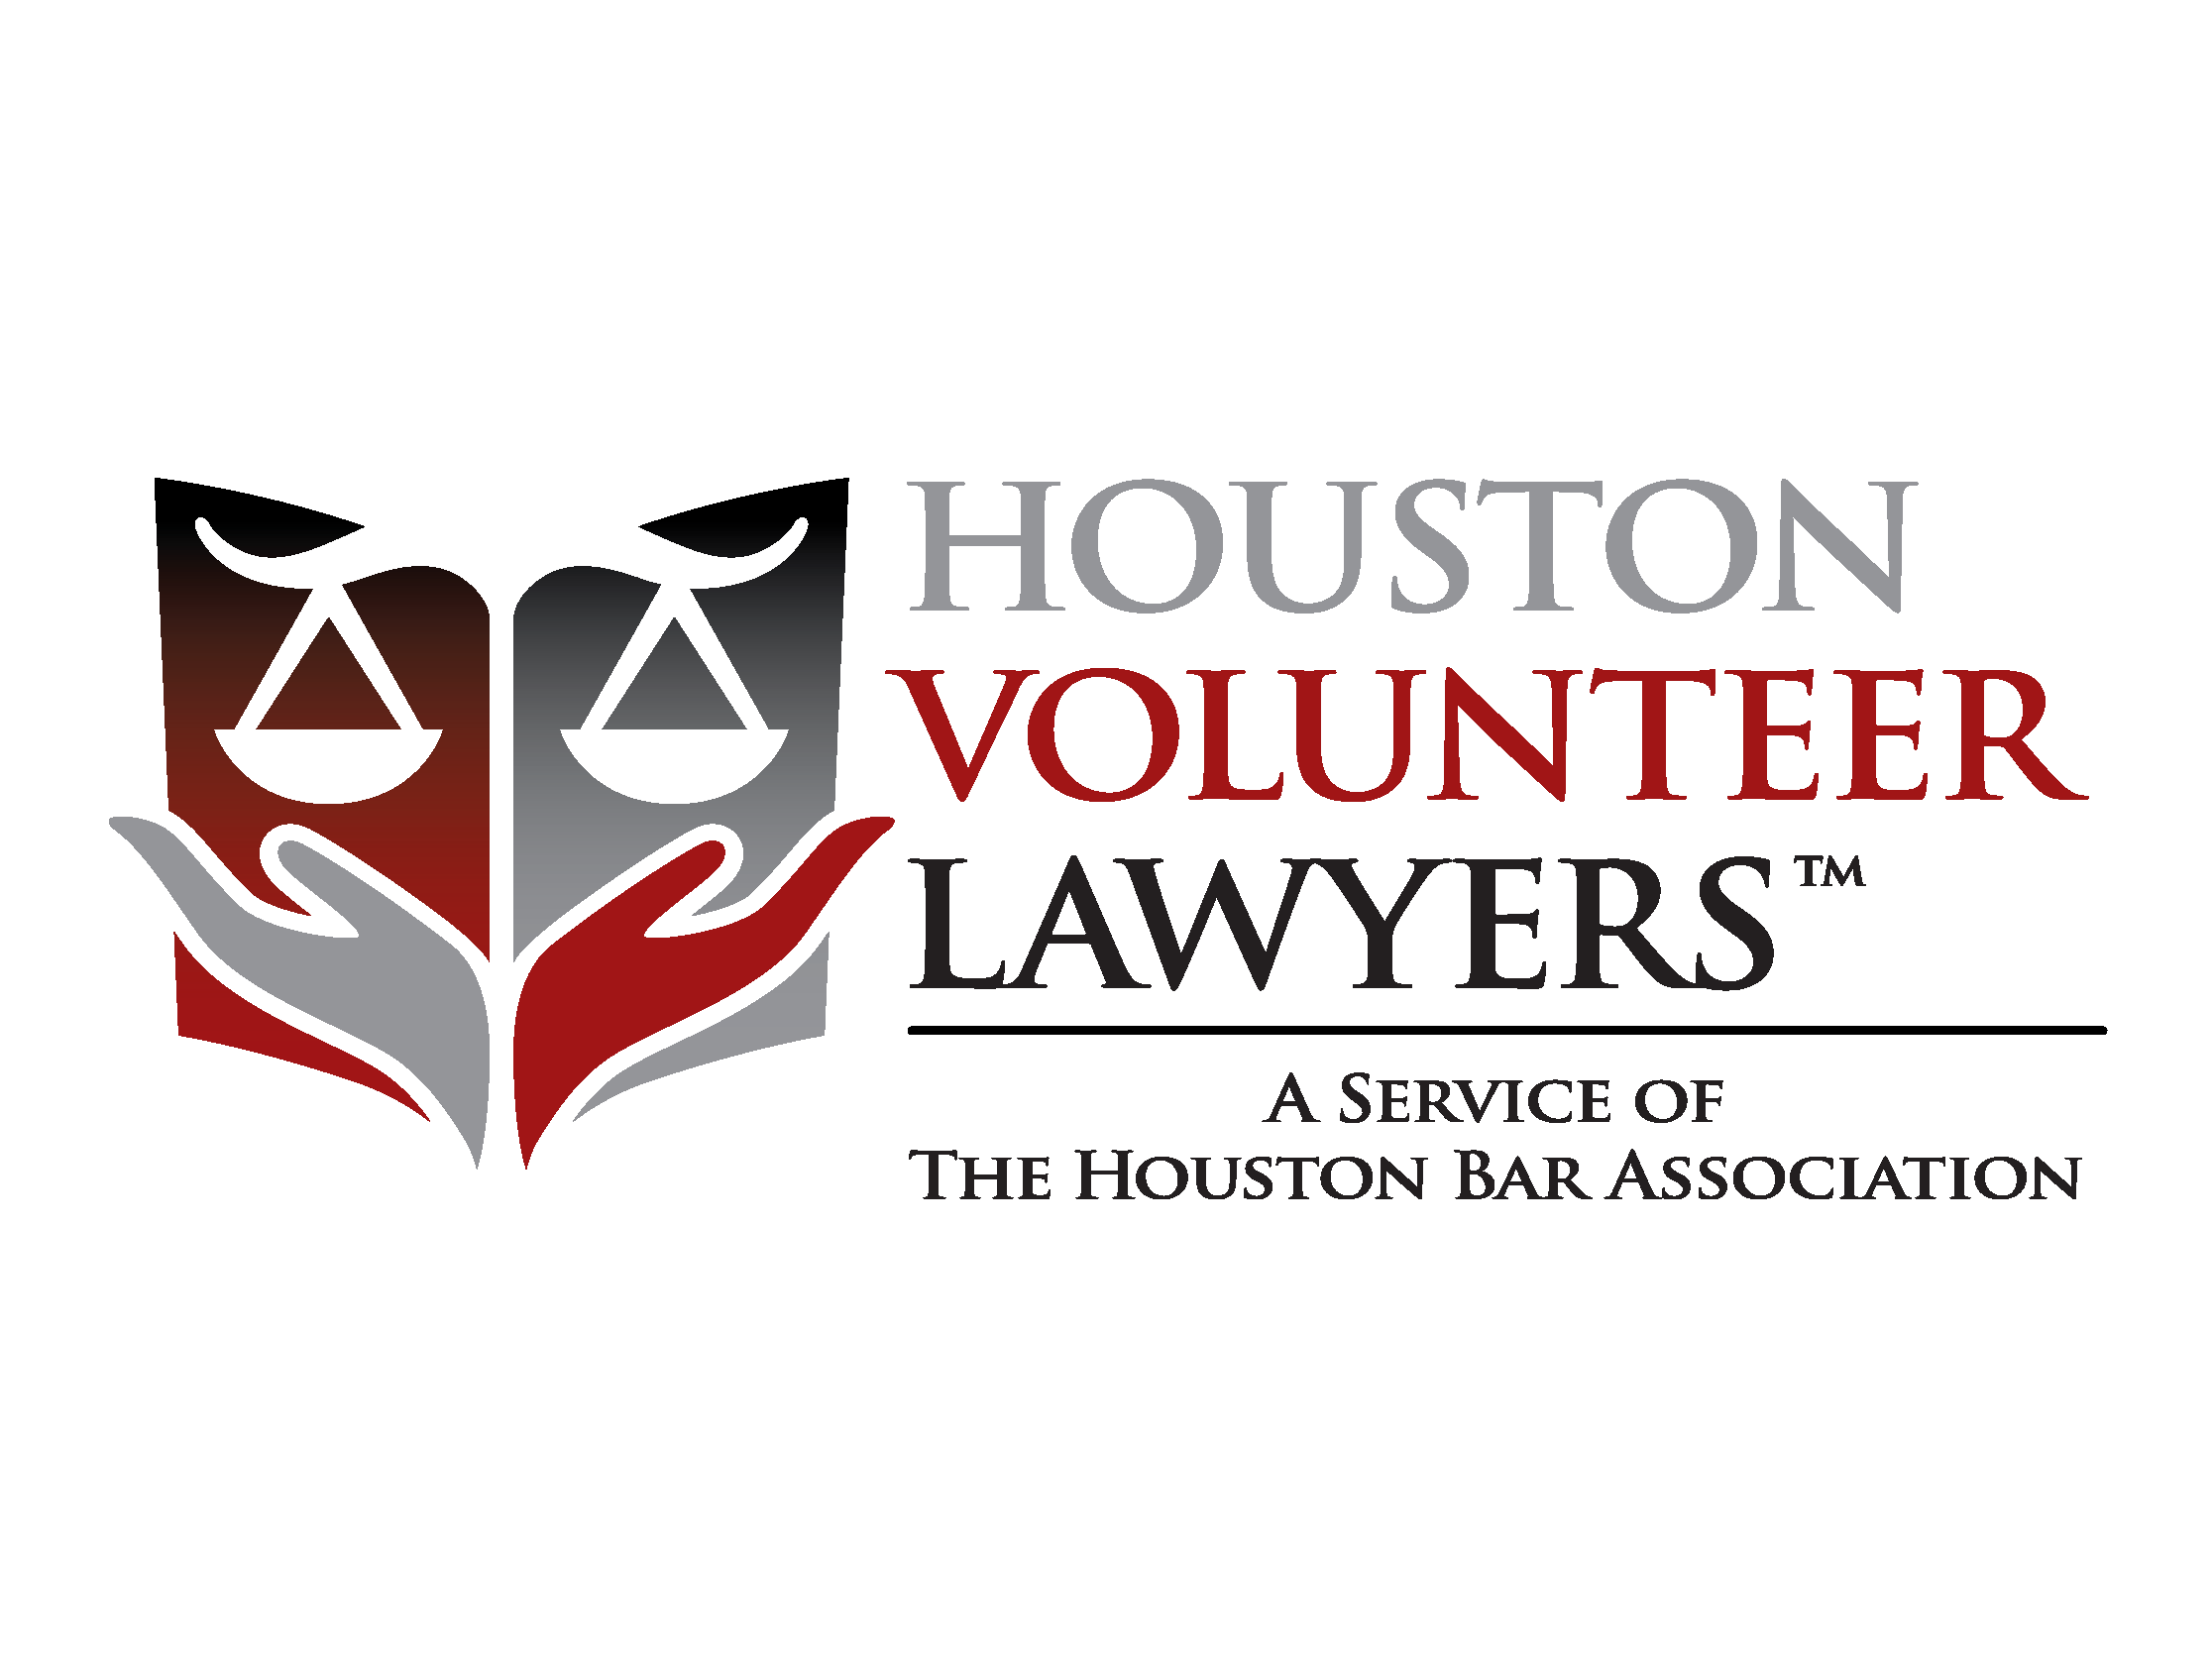 HOUSTON
VOLUNTEER
LAWYERS™
A SERVICE OF
THE HOUSTON BAR ASSOCIATION